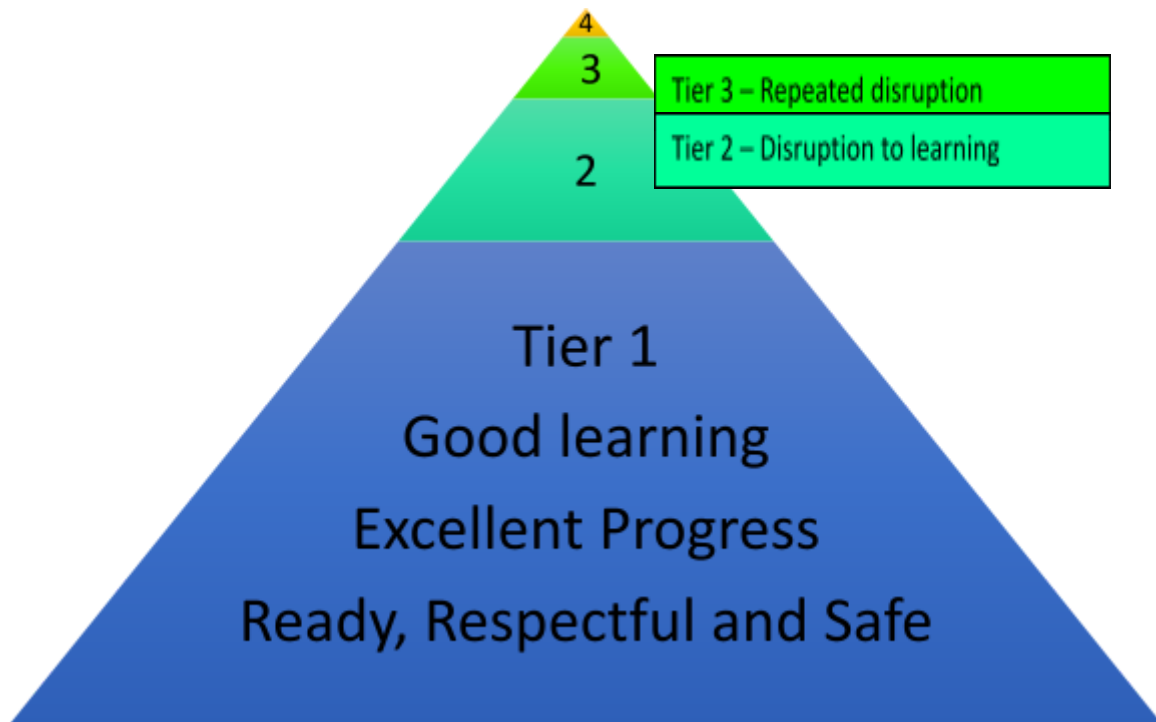 4
3
Tier 3 – Repeated disruption
2
Tier 2 – Disruption to learning
Tier 1
Good learning
Excellent Progress
Ready, Respectful and Safe